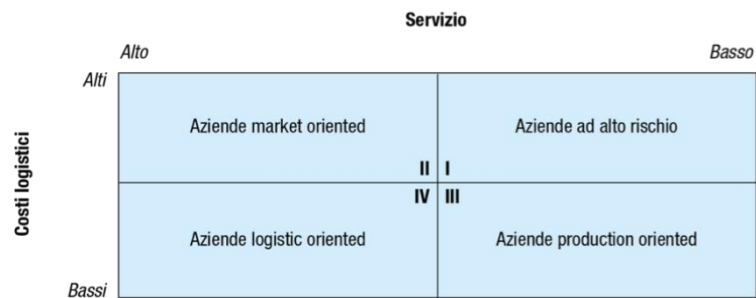 Servizio
Alto
Basso
Alti
Costi logistici
Aziende market oriented
Aziende ad alto rischio
II
I
IV
III
Aziende logistic oriented
Aziende production oriented
Bassi